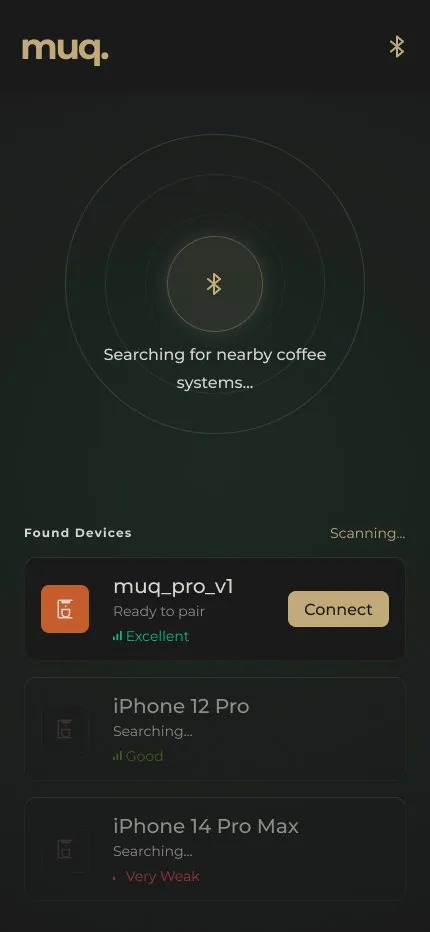 muq.
Searching for nearby coffee
systems...
Found Devices
Scanning...
muq_pro_v1
Ready to pair
Excellent
Connect
iPhone 12 Pro
Searching...
Good
iPhone 14 Pro Max
Searching...
Very Weak